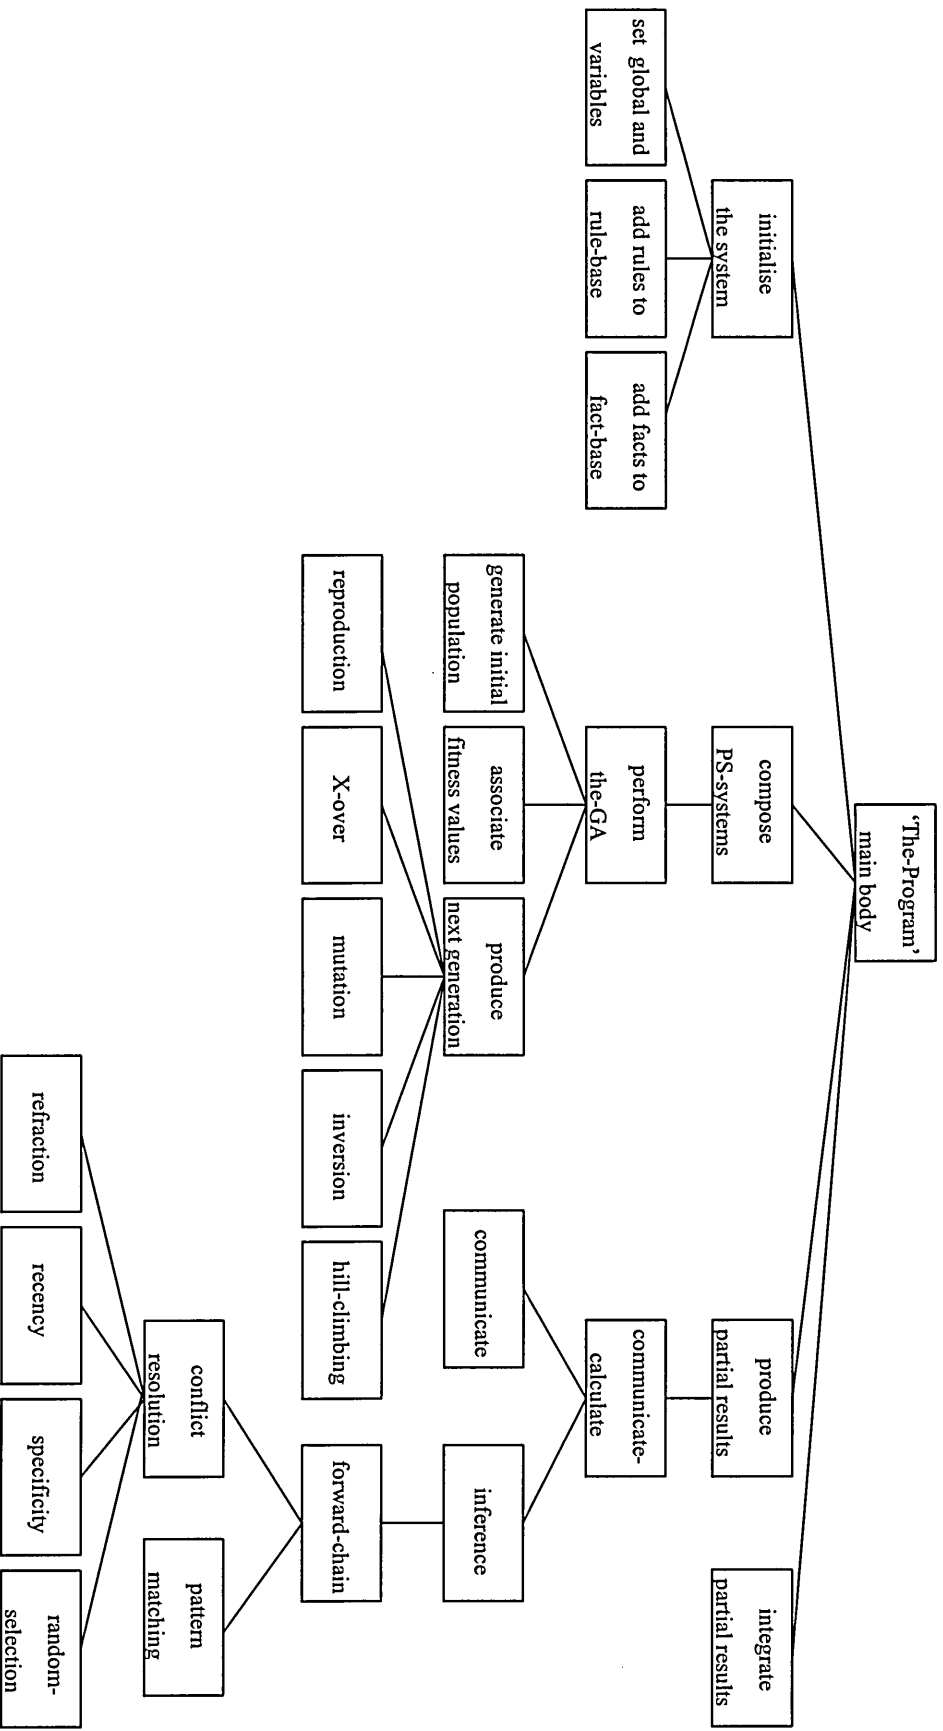 'The-Program'
main body
initialise
the system
compose
PS-systems
produce
partial results
integrate
partial results
set global and
variables
add rules to
rule-base
add facts to
fact-base
perform
the-GA
communicate-
calculate
generate initial
population
associate
fitness values
produce
next generation
communicate
inference
reproduction
X-over
mutation
inversion
hill-climbing
forward-chain
conflict
resolution
pattern
matching
refraction
recency
specificity
random-
selection